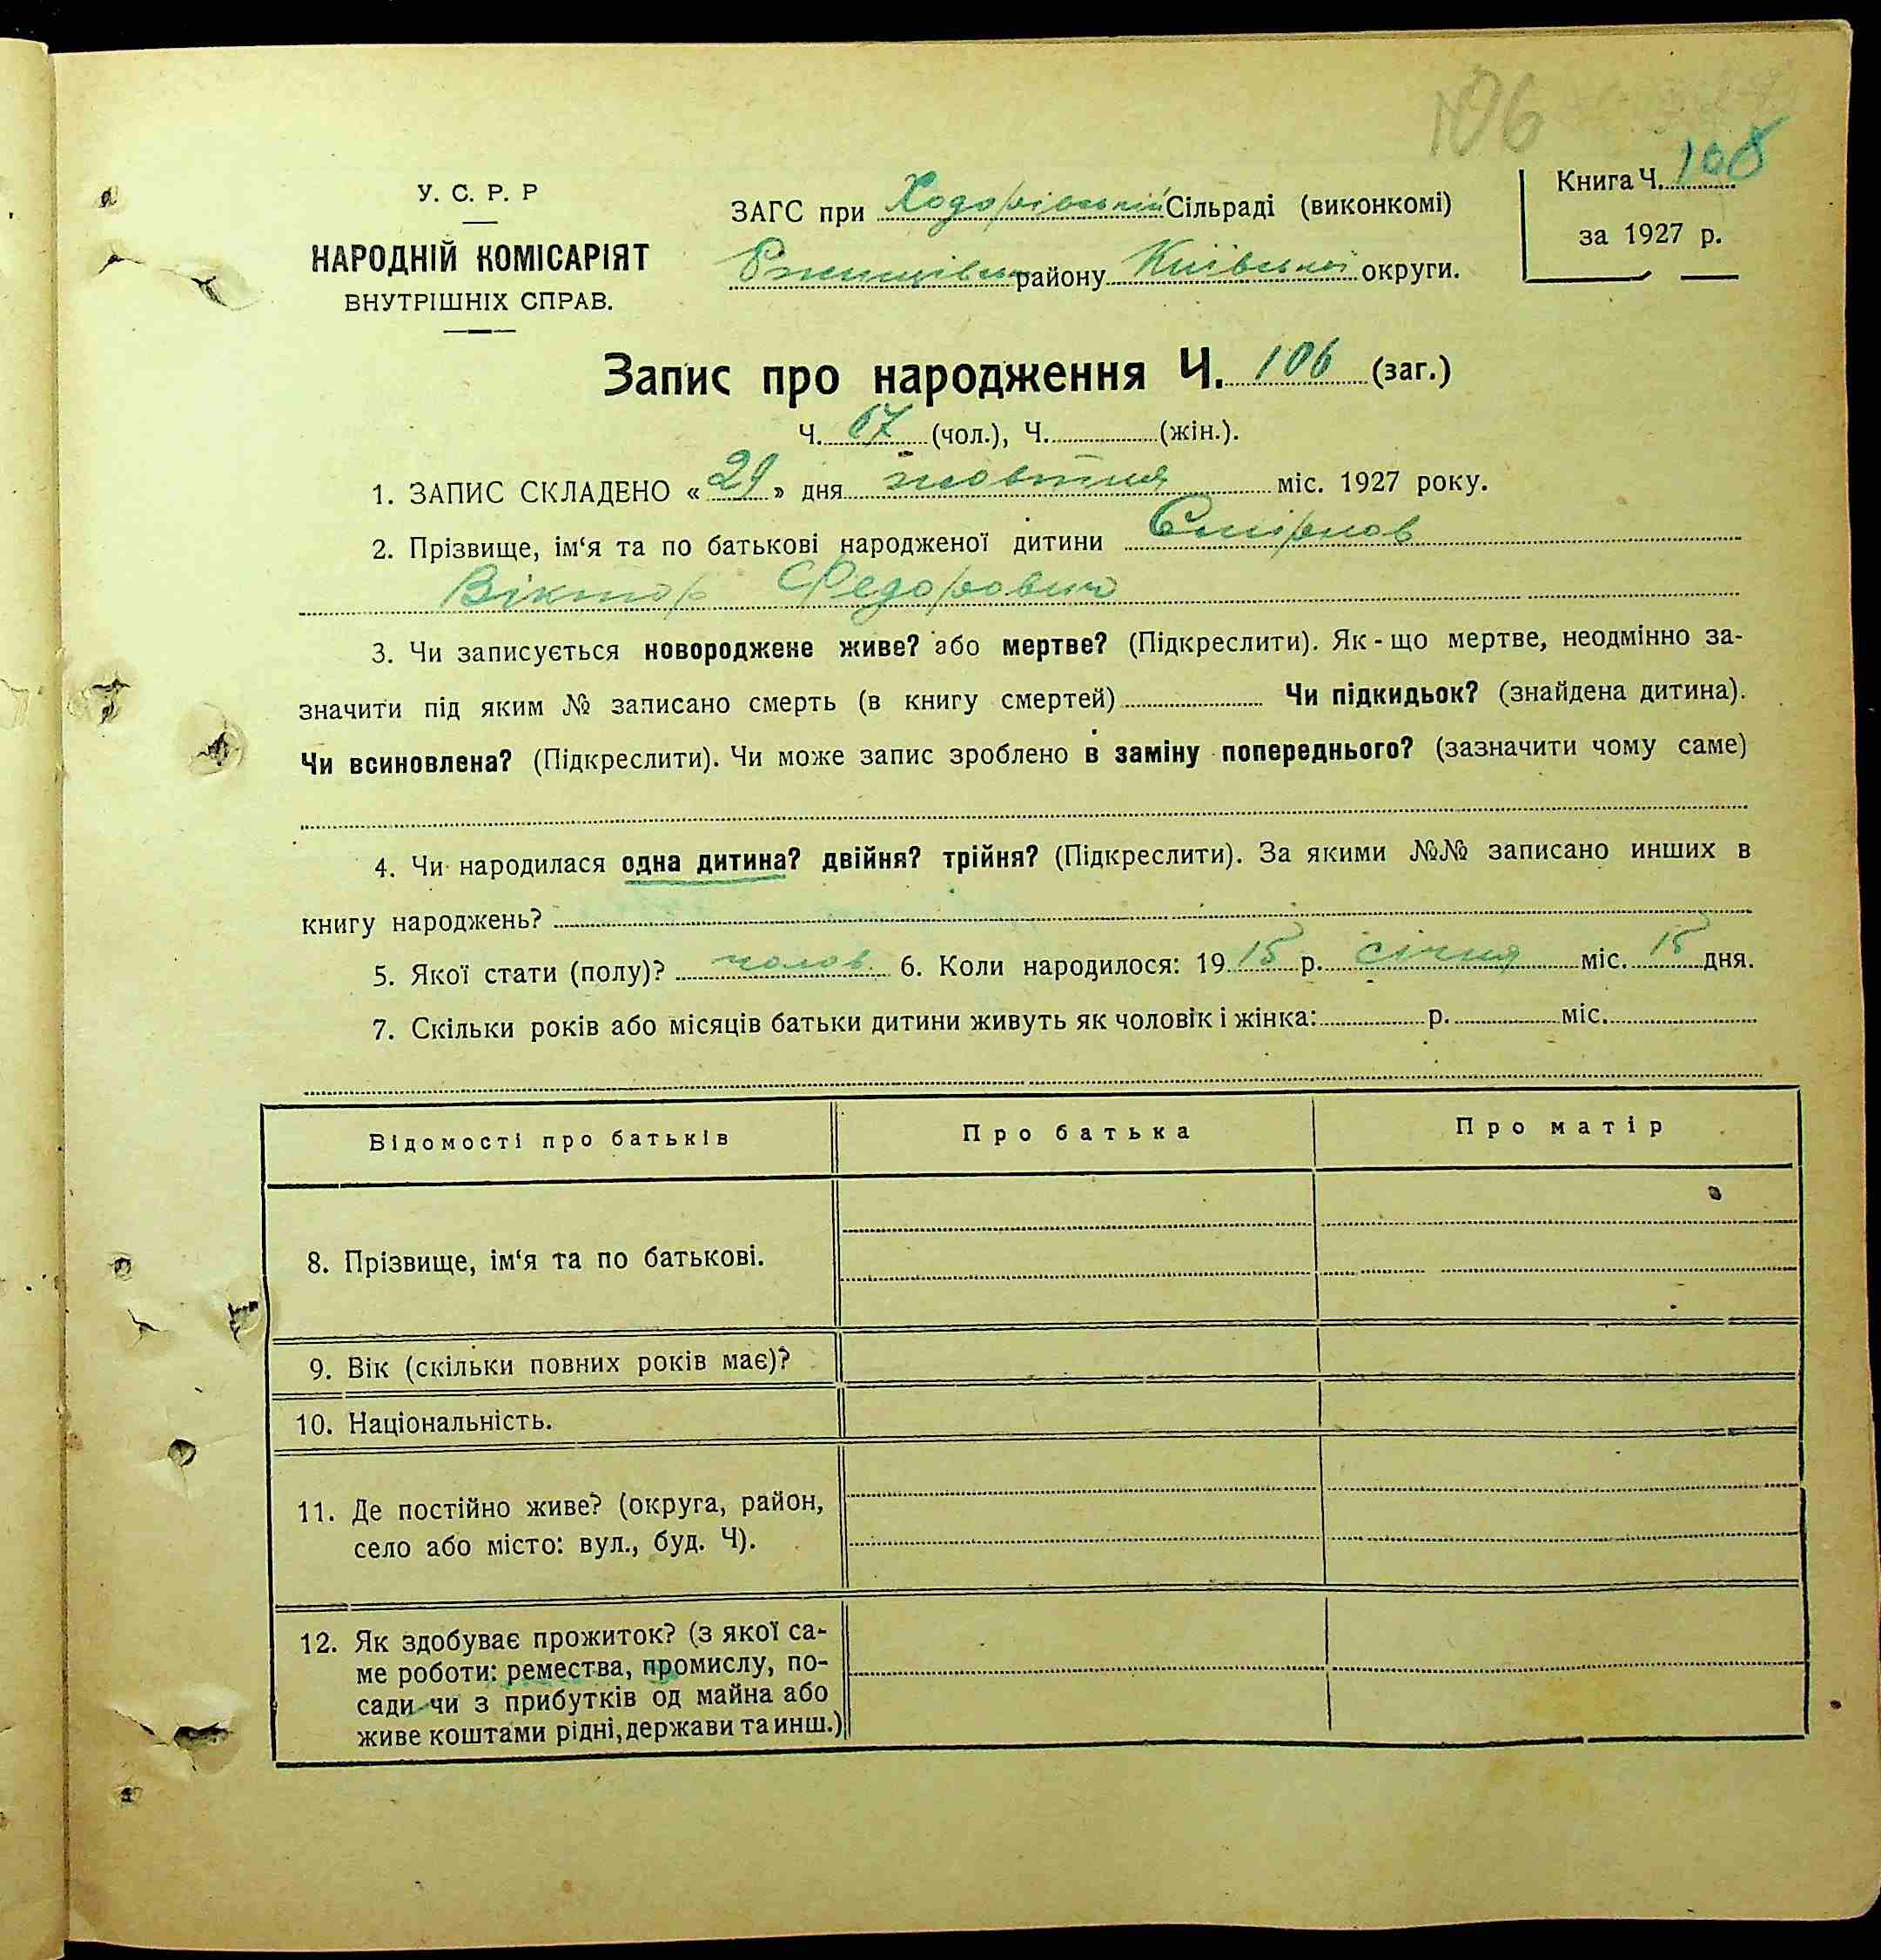 106
У. С. Р. Р
НАРОДНІЙ КОМІСАРІЯТ
ВНУТРІШНІХ СПРАВ.
ЗАГС при Ходорівській Сільраді (виконкомі)
Ржищівськ району Київської округи.
Книга Ч. 108
за 1927 р.
Запис про народження Ч. 106 (заг.)
Ч. 67 (чол.), Ч. (жін.).
1. ЗАПИС СКЛАДЕНО «29» дня жовтня міс. 1927 року.
2. Прізвище, ім‘я та по батькові народженої дитини Смірнов
Віктор Федорович
3. Чи записується новороджене живе? або мертве? (Підкреслити). Як-що мертве, неодмінно за-
значити під яким № записано смерть (в книгу смертей) Чи підкидьок? (знайдена дитина).
Чи всиновлена? (Підкреслити). Чи може запис зроблено в заміну попереднього? (зазначити чому саме)
4. Чи народилася одна дитина? двійня? трійня? (Підкреслити). За якими №№ записано инших в
книгу народжень?
5. Якої стати (полу)? чолов. 6. Коли народилося: 19 15 р. січня міс. 15 дня.
7. Скільки років або місяців батьки дитини живуть як чоловік і жінка: р. міс.
Відомості про батьків Про батька Про матір
8. Прізвище, ім‘я та по батькові.
9. Вік (скільки повних років має)?
10. Національність.
11. Де постійно живе? (округа, район,
село або місто: вул., буд. Ч).
12. Як здобуває прожиток? (з якої са-
ме роботи: ремества, промислу, по-
сади чи з прибутків од майна або
живе коштами рідні, держави та инш.)